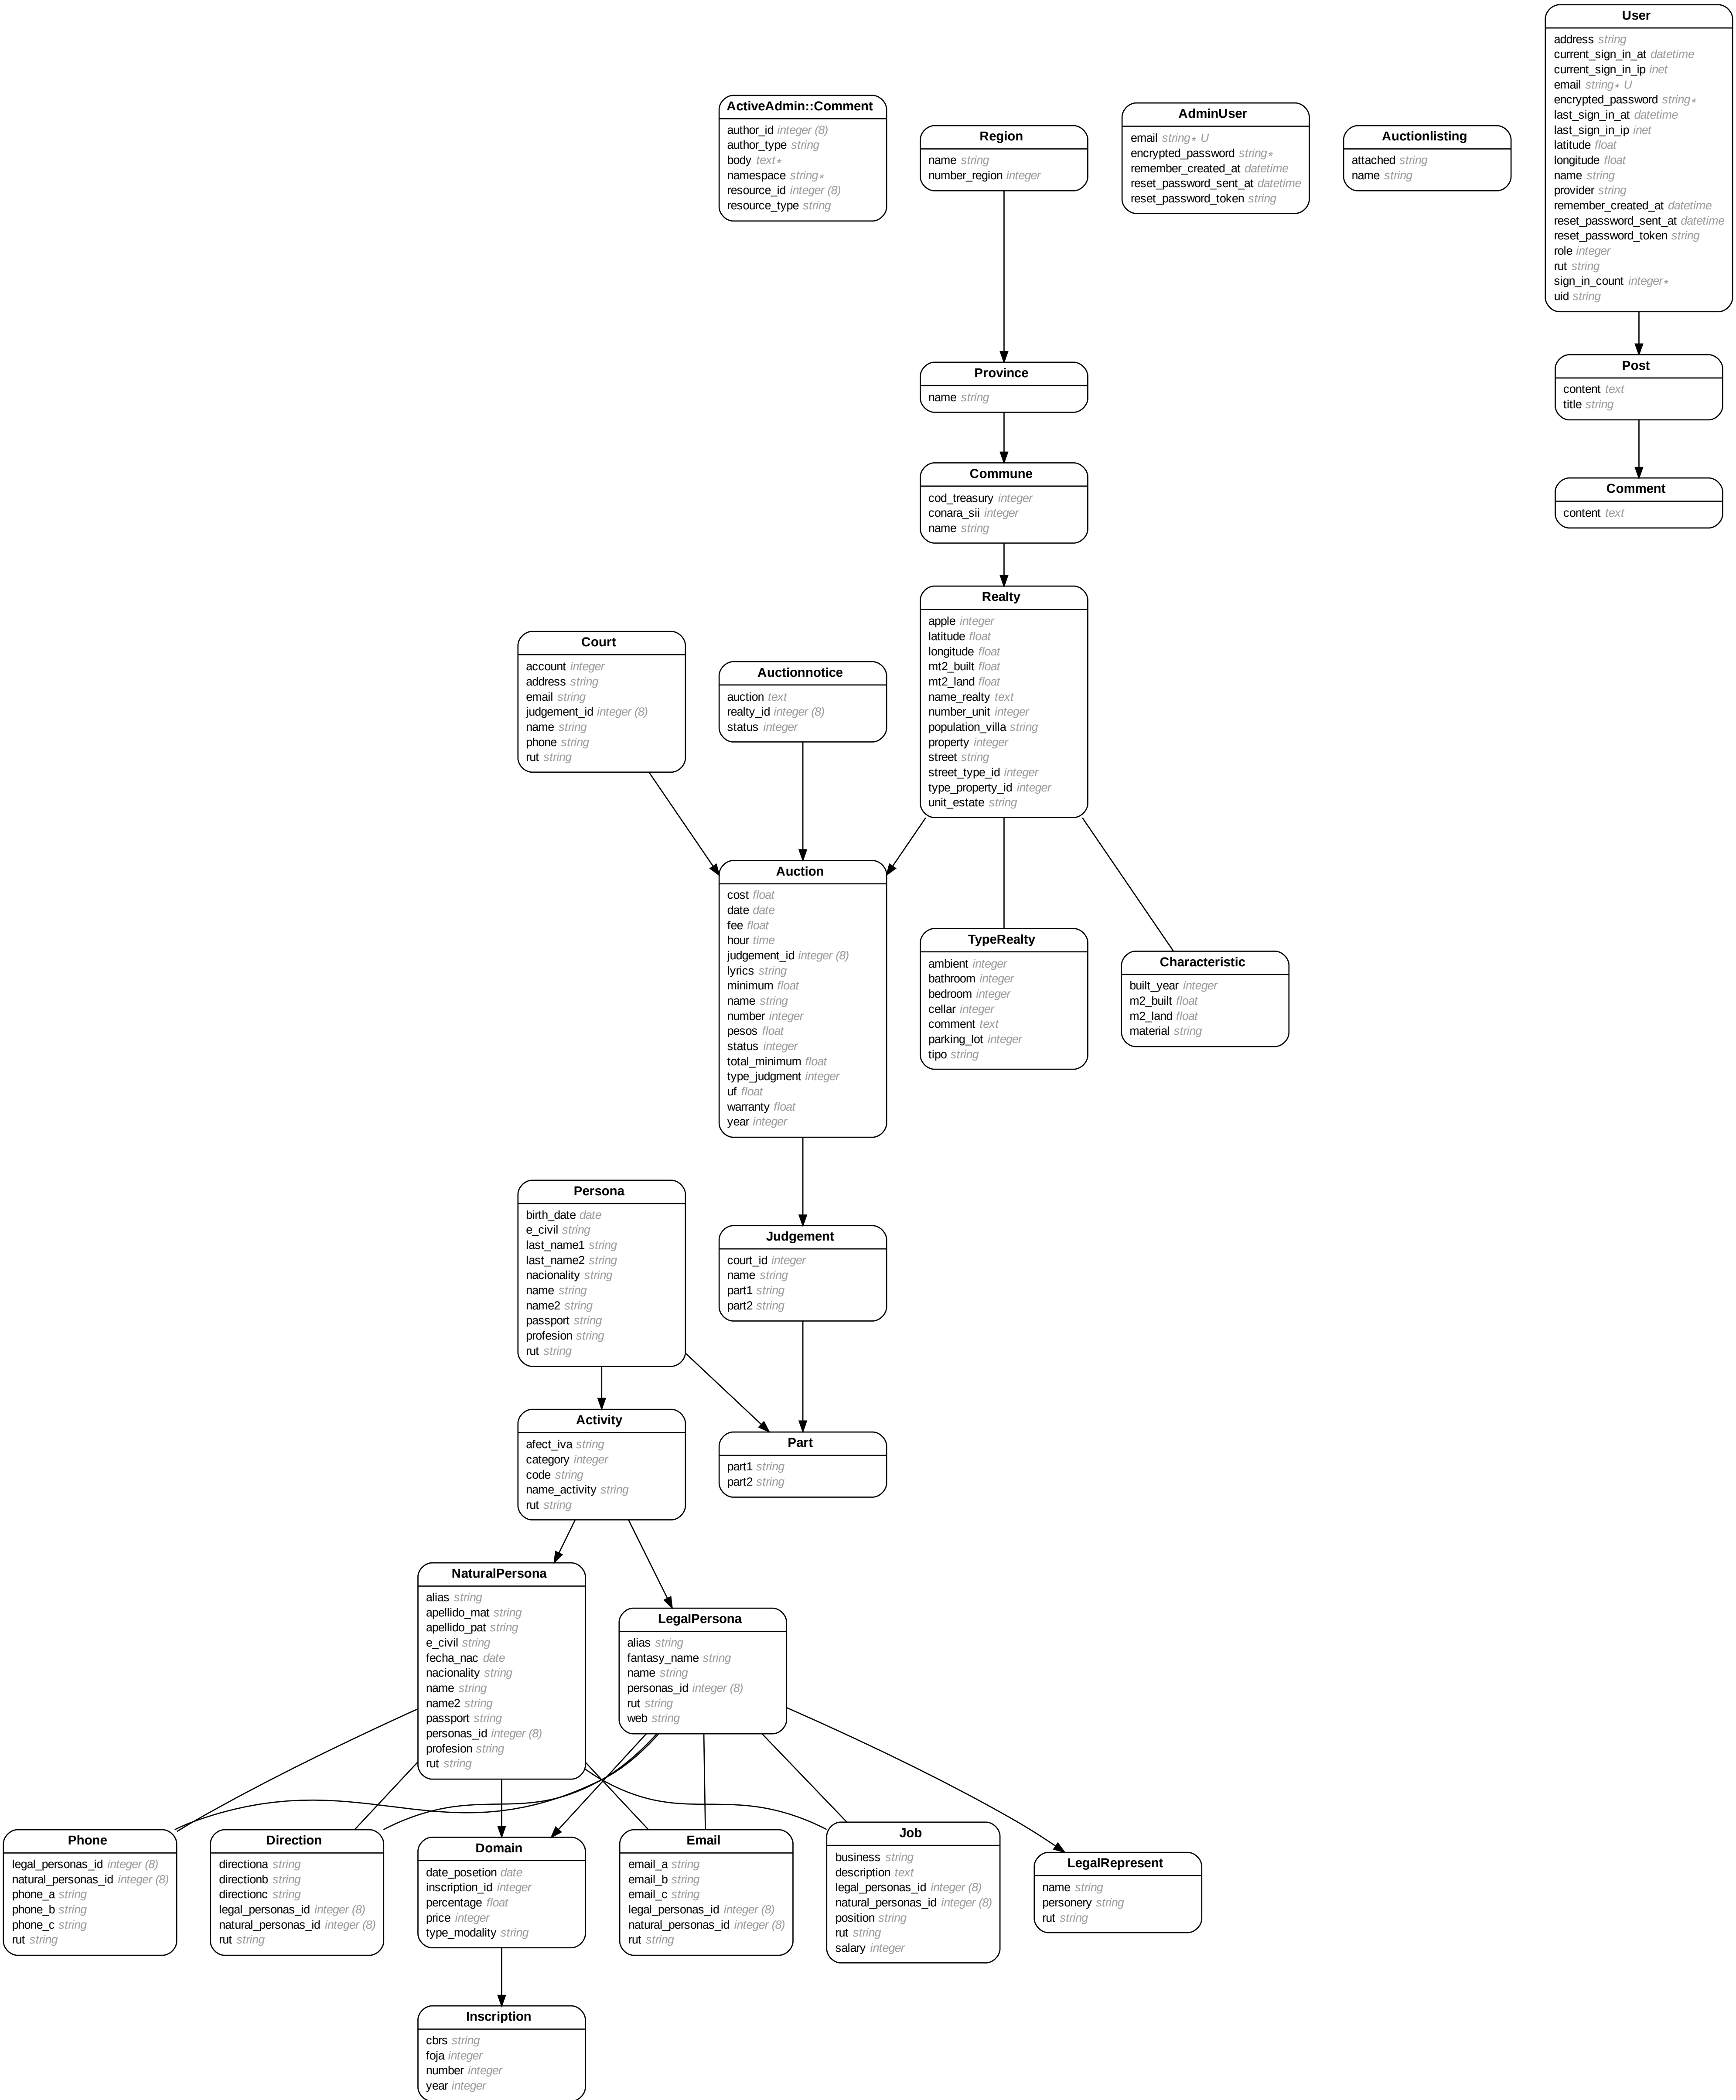 User
address string
current_sign_in_at datetime
current_sign_in_ip inet
email string∗ U
encrypted_password string∗
last_sign_in_at datetime
last_sign_in_ip inet
latitude float
longitude float
name string
provider string
remember_created_at datetime
reset_password_sent_at datetime
reset_password_token string
role integer
rut string
sign_in_count integer∗
uid string
ActiveAdmin::Comment
author_id integer (8)
author_type string
body text∗
namespace string∗
resource_id integer (8)
resource_type string
Region
name string
number_region integer
AdminUser
email string∗ U
encrypted_password string∗
remember_created_at datetime
reset_password_sent_at datetime
reset_password_token string
Auctionlisting
attached string
name string
Province
name string
Post
content text
title string
Commune
cod_treasury integer
conara_sii integer
name string
Comment
content text
Realty
apple integer
latitude float
longitude float
mt2_built float
mt2_land float
name_realty text
number_unit integer
population_villa string
property integer
street string
street_type_id integer
type_property_id integer
unit_estate string
Court
account integer
address string
email string
judgement_id integer (8)
name string
phone string
rut string
Auctionnotice
auction text
realty_id integer (8)
status integer
Auction
cost float
date date
fee float
hour time
judgement_id integer (8)
lyrics string
minimum float
name string
number integer
pesos float
status integer
total_minimum float
type_judgment integer
uf float
warranty float
year integer
TypeRealty
ambient integer
bathroom integer
bedroom integer
cellar integer
comment text
parking_lot integer
tipo string
Characteristic
built_year integer
m2_built float
m2_land float
material string
Persona
birth_date date
e_civil string
last_name1 string
last_name2 string
nacionality string
name string
name2 string
passport string
profesion string
rut string
Judgement
court_id integer
name string
part1 string
part2 string
Activity
afect_iva string
category integer
code string
name_activity string
rut string
Part
part1 string
part2 string
NaturalPersona
alias string
apellido_mat string
apellido_pat string
e_civil string
fecha_nac date
nacionality string
name string
name2 string
passport string
personas_id integer (8)
profesion string
rut string
LegalPersona
alias string
fantasy_name string
name string
personas_id integer (8)
rut string
web string
Phone
legal_personas_id integer (8)
natural_personas_id integer (8)
phone_a string
phone_b string
phone_c string
rut string
Direction
directiona string
directionb string
directionc string
legal_personas_id integer (8)
natural_personas_id integer (8)
rut string
Domain
date_posetion date
inscription_id integer
percentage float
price integer
type_modality string
Email
email_a string
email_b string
email_c string
legal_personas_id integer (8)
natural_personas_id integer (8)
rut string
Job
business string
description text
legal_personas_id integer (8)
natural_personas_id integer (8)
position string
rut string
salary integer
LegalRepresent
name string
personery string
rut string
Inscription
cbrs string
foja integer
number integer
year integer